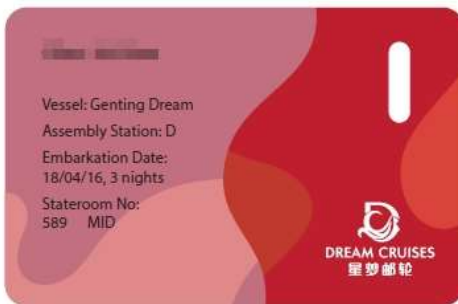 Vessel: Genting Dream
Assembly Station: D
Embarkation Date:
18/04/16, 3 nights
Stateroom No:
589 MID
DREAM CRUISES
星梦邮轮